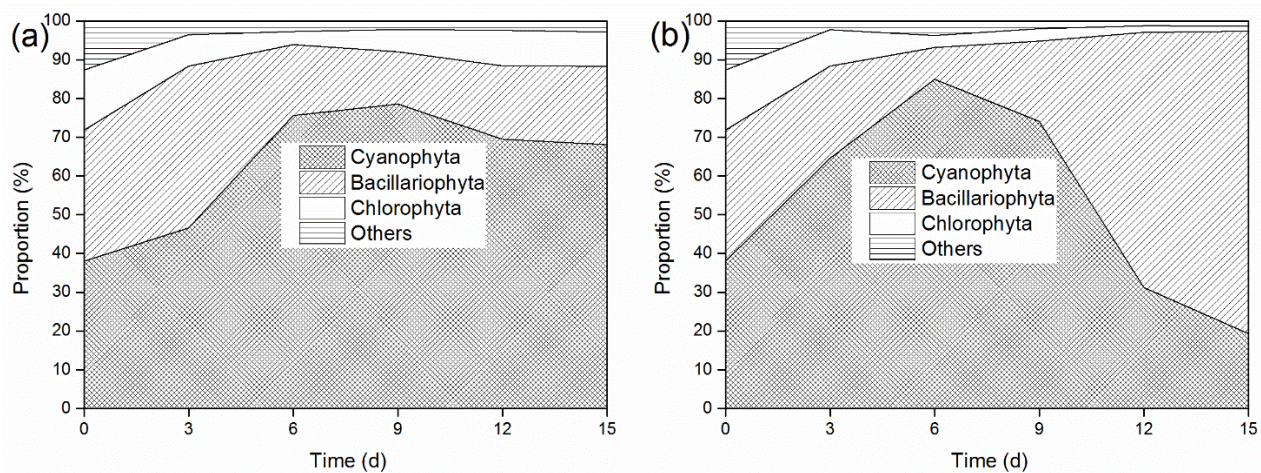 (a)
Proportion (%)
100
90
80
70
60
50
40
30
20
10
0
Cyanophyta
Bacillariophyta
Chlorophyta
Others
0 3 6 9 12 15
Time (d)
(b)
Proportion (%)
100
90
80
70
60
50
40
30
20
10
0
Cyanophyta
Bacillariophyta
Chlorophyta
Others
0 3 6 9 12 15
Time (d)